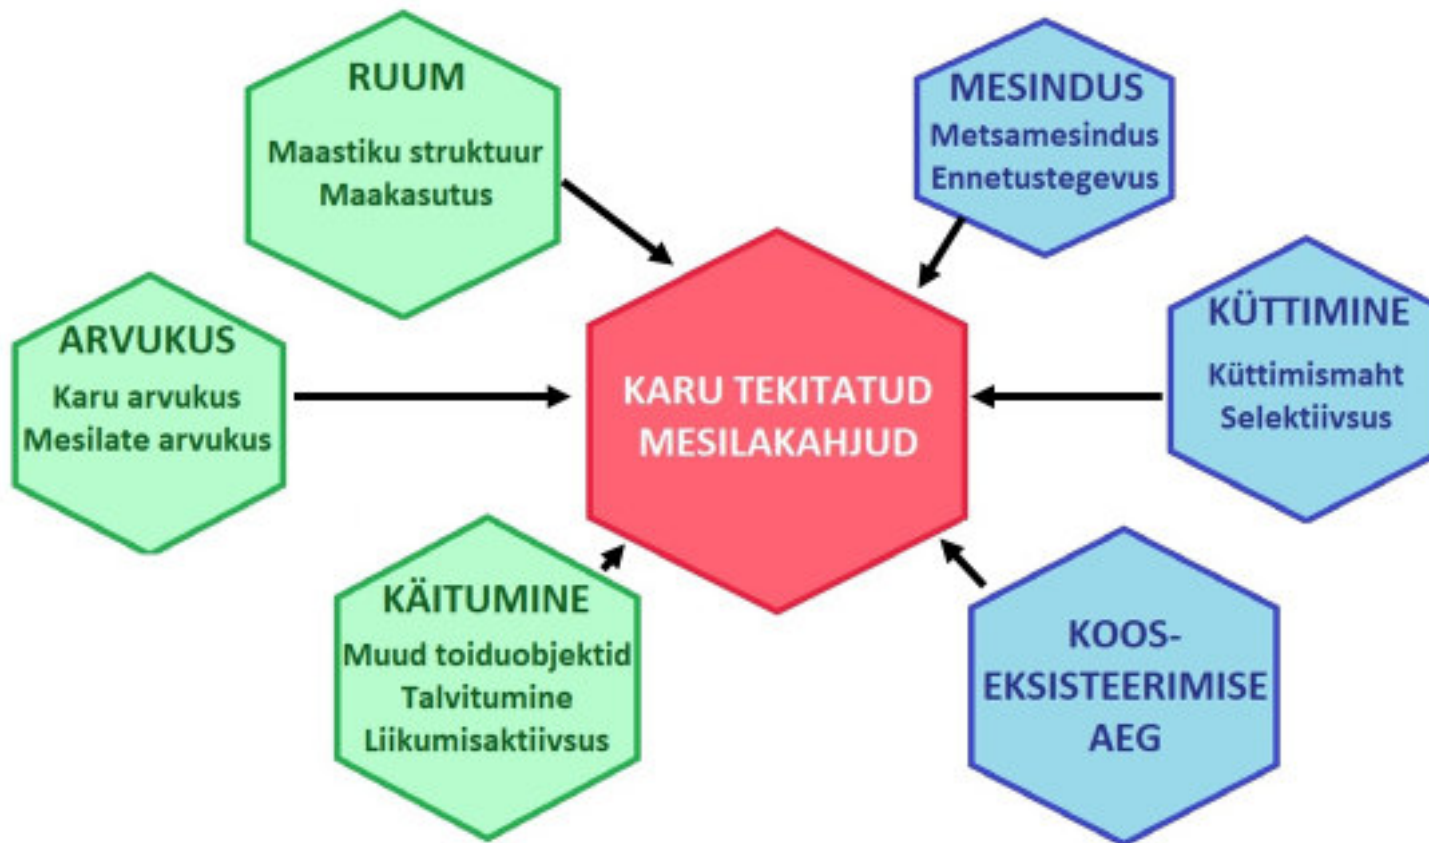 RUUM
Maastiku struktuur
Maakasutus
MESINDUS
Metsamesindus
Ennetustegevus
ARVUKUS
Karu arvukus
Mesilate arvukus
KARU TEKITATUD
MESILAKAHJUD
KÜTTIMINE
Küttimismaht
Selektiivsus
KÄITUMINE
Muud toiduobjektid
Talvitumine
Liikumisaktiivsus
KOOS-
EKSISTEERIMISE
AEG